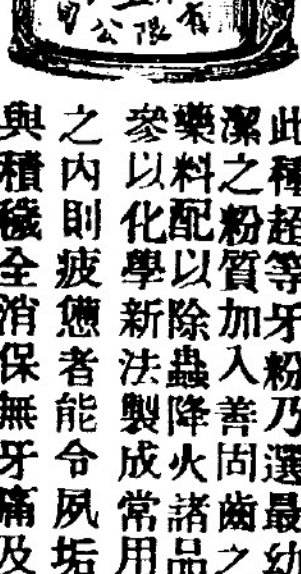 有限公
此種超等牙粉乃選最幼
潔之粉質加入善固齒之
藥料配以除蟲降火諸品
參以化學新法製成常用
之內則疲憊者能令夙垢
與積穢全消保無牙痛及